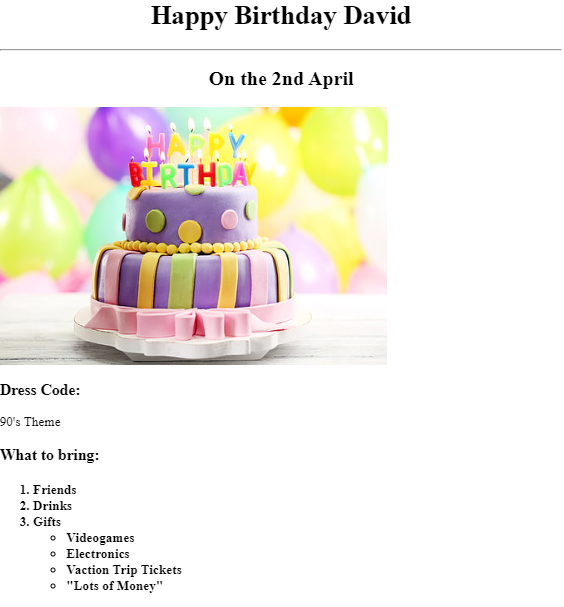 Happy Birthday David
On the 2nd April
HAPPY
BIRTHDAY
Dress Code:
90's Theme
What to bring:
1. Friends
2. Drinks
3. Gifts
Videogames
Electronics
Vaction Trip Tickets
"Lots of Money"